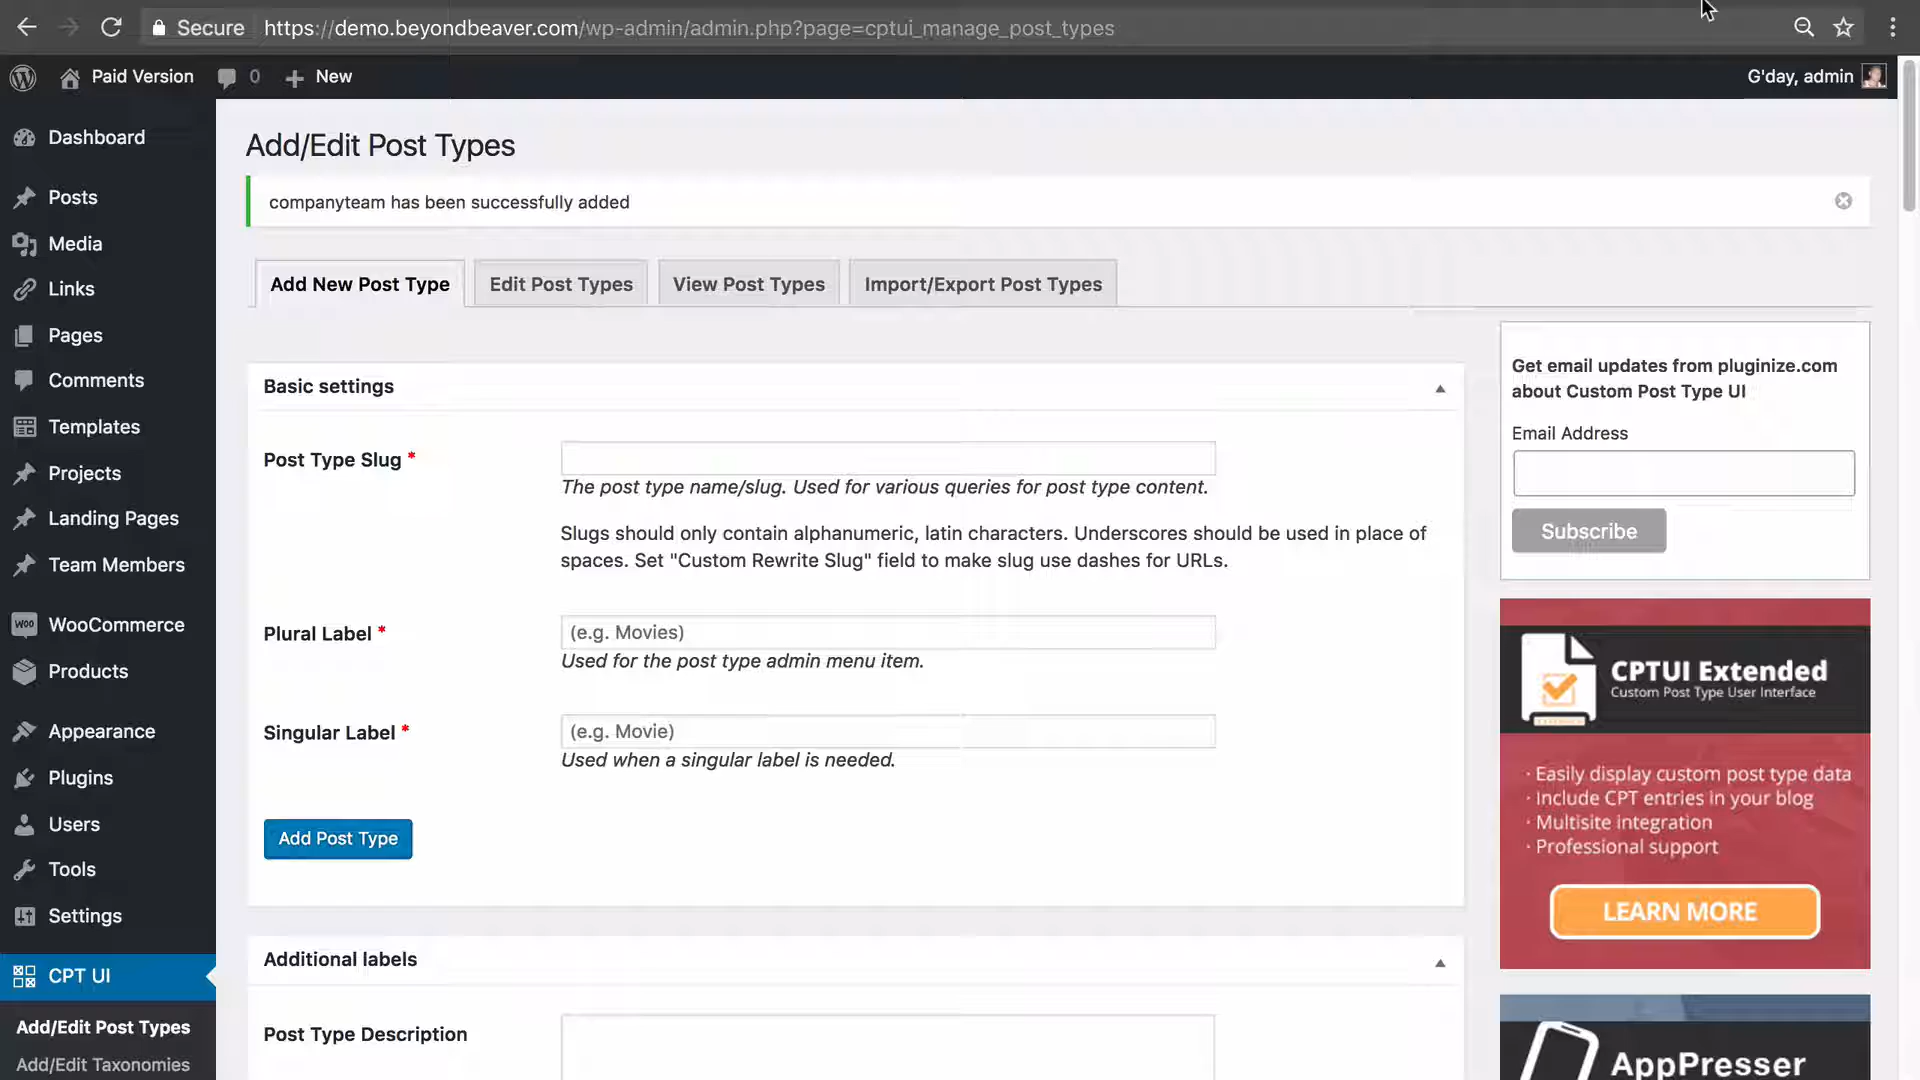 Secure https://demo.beyondbeaver.com/wp-admin/admin.php?page=cptui_manage_post_types
Paid Version 0 New G'day, admin
Dashboard
Posts
Media
Links
Pages
Comments
Templates
Projects
Landing Pages
Team Members
WooCommerce
Products
Appearance
Plugins
Users
Tools
Settings
CPT UI
Add/Edit Post Types
Add/Edit Taxonomies
Add/Edit Post Types
companyteam has been successfully added
Add New Post Type Edit Post Types View Post Types Import/Export Post Types
Basic settings
Post Type Slug *
The post type name/slug. Used for various queries for post type content.
Slugs should only contain alphanumeric, latin characters. Underscores should be used in place of
spaces. Set "Custom Rewrite Slug" field to make slug use dashes for URLs.
Plural Label *
(e.g. Movies)
Used for the post type admin menu item.
Singular Label *
(e.g. Movie)
Used when a singular label is needed.
Add Post Type
Additional labels
Post Type Description
Get email updates from pluginize.com
about Custom Post Type UI
Email Address
Subscribe
CPTUI Extended
Custom Post Type User Interface
· Easily display custom post type data
· Include CPT entries in your blog
· Multisite integration
· Professional support
LEARN MORE
AppPresser